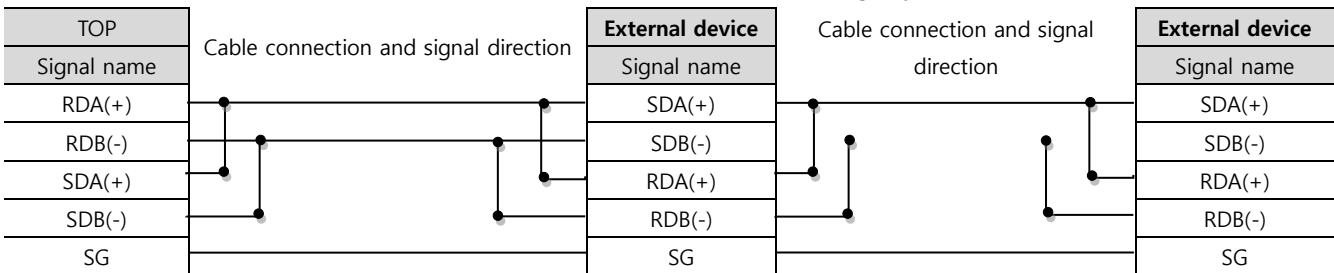 TOP
Cable connection and signal direction
External device
Cable connection and signal
direction
External device
Signal name
Signal name
Signal name
RDA(+)
SDA(+)
SDA(+)
RDB(-)
SDB(-)
SDB(-)
SDA(+)
RDA(+)
RDA(+)
SDB(-)
RDB(-)
RDB(-)
SG
SG
SG